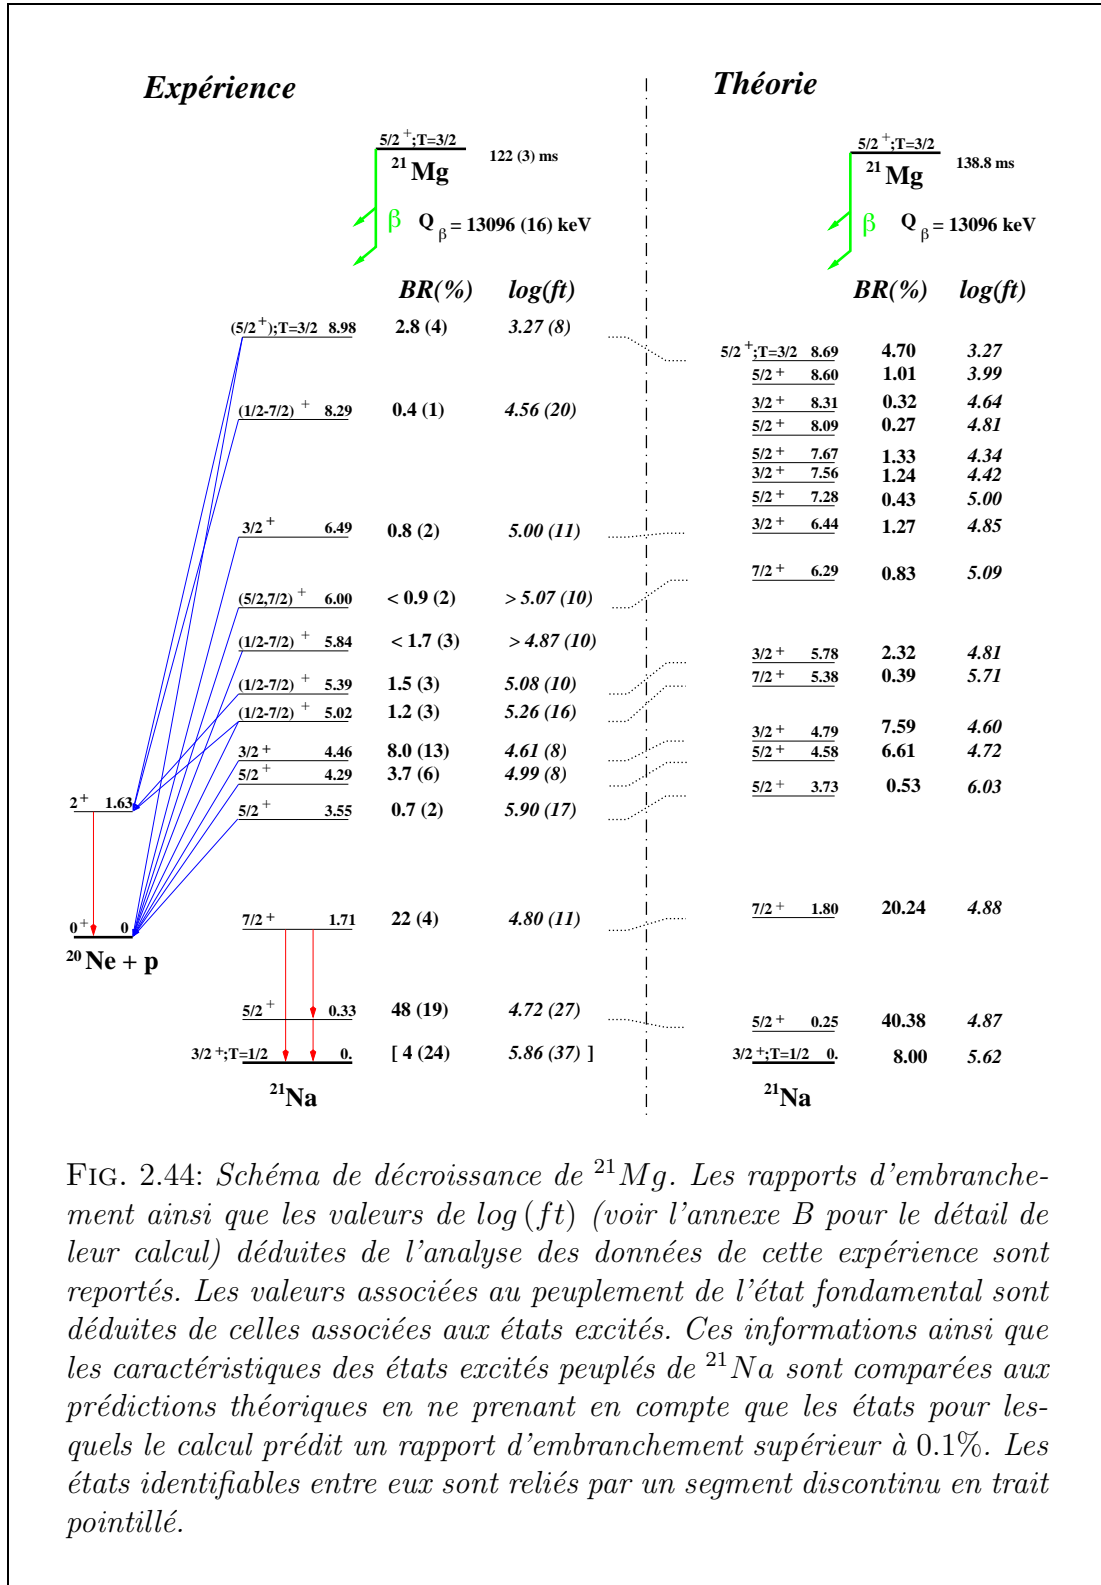 Expérience
Théorie
5/2 +;T=3/2
21Mg
122 (3) ms
β
Q β = 13096 (16) keV
5/2 +;T=3/2
21Mg
138.8 ms
β
Q β = 13096 keV
BR(%) log(ft)
BR(%) log(ft)
(5/2+);T=3/2 8.98 2.8 (4) 3.27 (8)
(1/2-7/2) + 8.29 0.4 (1) 4.56 (20)
3/2 + 6.49 0.8 (2) 5.00 (11)
(5/2,7/2) + 6.00 < 0.9 (2) > 5.07 (10)
(1/2-7/2) + 5.84 < 1.7 (3) > 4.87 (10)
(1/2-7/2) + 5.39 1.5 (3) 5.08 (10)
(1/2-7/2) + 5.02 1.2 (3) 5.26 (16)
3/2 + 4.46 8.0 (13) 4.61 (8)
5/2 + 4.29 3.7 (6) 4.99 (8)
5/2 + 3.55 0.7 (2) 5.90 (17)
7/2 + 1.71 22 (4) 4.80 (11)
5/2 + 0.33 48 (19) 4.72 (27)
3/2 +;T=1/2 0. [ 4 (24) 5.86 (37) ]
21Na
2+ 1.63
0+ 0
20Ne + p
5/2 +;T=3/2 8.69 4.70 3.27
5/2 + 8.60 1.01 3.99
3/2 + 8.31 0.32 4.64
5/2 + 8.09 0.27 4.81
5/2 + 7.67 1.33 4.34
3/2 + 7.56 1.24 4.42
5/2 + 7.28 0.43 5.00
3/2 + 6.44 1.27 4.85
7/2 + 6.29 0.83 5.09
3/2 + 5.78 2.32 4.81
7/2 + 5.38 0.39 5.71
3/2 + 4.79 7.59 4.60
5/2 + 4.58 6.61 4.72
5/2 + 3.73 0.53 6.03
7/2 + 1.80 20.24 4.88
5/2 + 0.25 40.38 4.87
3/2 +;T=1/2 0. 8.00 5.62
21Na
FIG. 2.44: Schéma de décroissance de 21Mg. Les rapports d'embranche-
ment ainsi que les valeurs de log (ft) (voir l'annexe B pour le détail de
leur calcul) déduites de l'analyse des données de cette expérience sont
reportés. Les valeurs associées au peuplement de l'état fondamental sont
déduites de celles associées aux états excités. Ces informations ainsi que
les caractéristiques des états excités peuplés de 21Na sont comparées aux
prédictions théoriques en ne prenant en compte que les états pour les-
quels le calcul prédit un rapport d'embranchement supérieur à 0.1%. Les
états identifiables entre eux sont reliés par un segment discontinu en trait
pointillé.